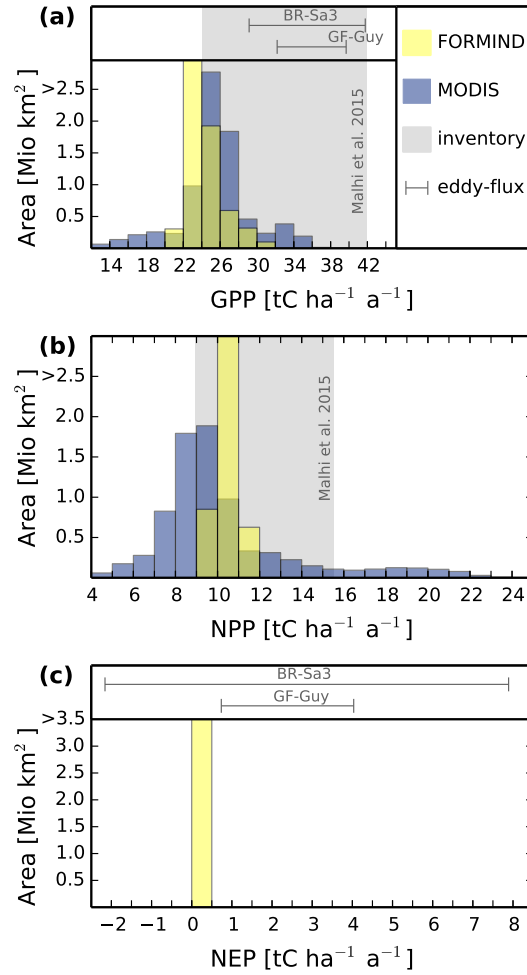 (a)
BR-Sa3
GF-Guy
FORMIND
MODIS
inventory
eddy-flux
Malhi et al. 2015
Area [Mio km²]
>2.5
2.0
1.5
1.0
0.5
14 18 22 26 30 34 38 42
GPP [tC ha⁻¹ a⁻¹]
(b)
Malhi et al. 2015
Area [Mio km²]
>2.5
2.0
1.5
1.0
0.5
4 6 8 10 12 14 16 18 20 22 24
NPP [tC ha⁻¹ a⁻¹]
(c)
BR-Sa3
GF-Guy
Area [Mio km²]
>3.5
3.0
2.5
2.0
1.5
1.0
0.5
−2 −1 0 1 2 3 4 5 6 7 8
NEP [tC ha⁻¹ a⁻¹]